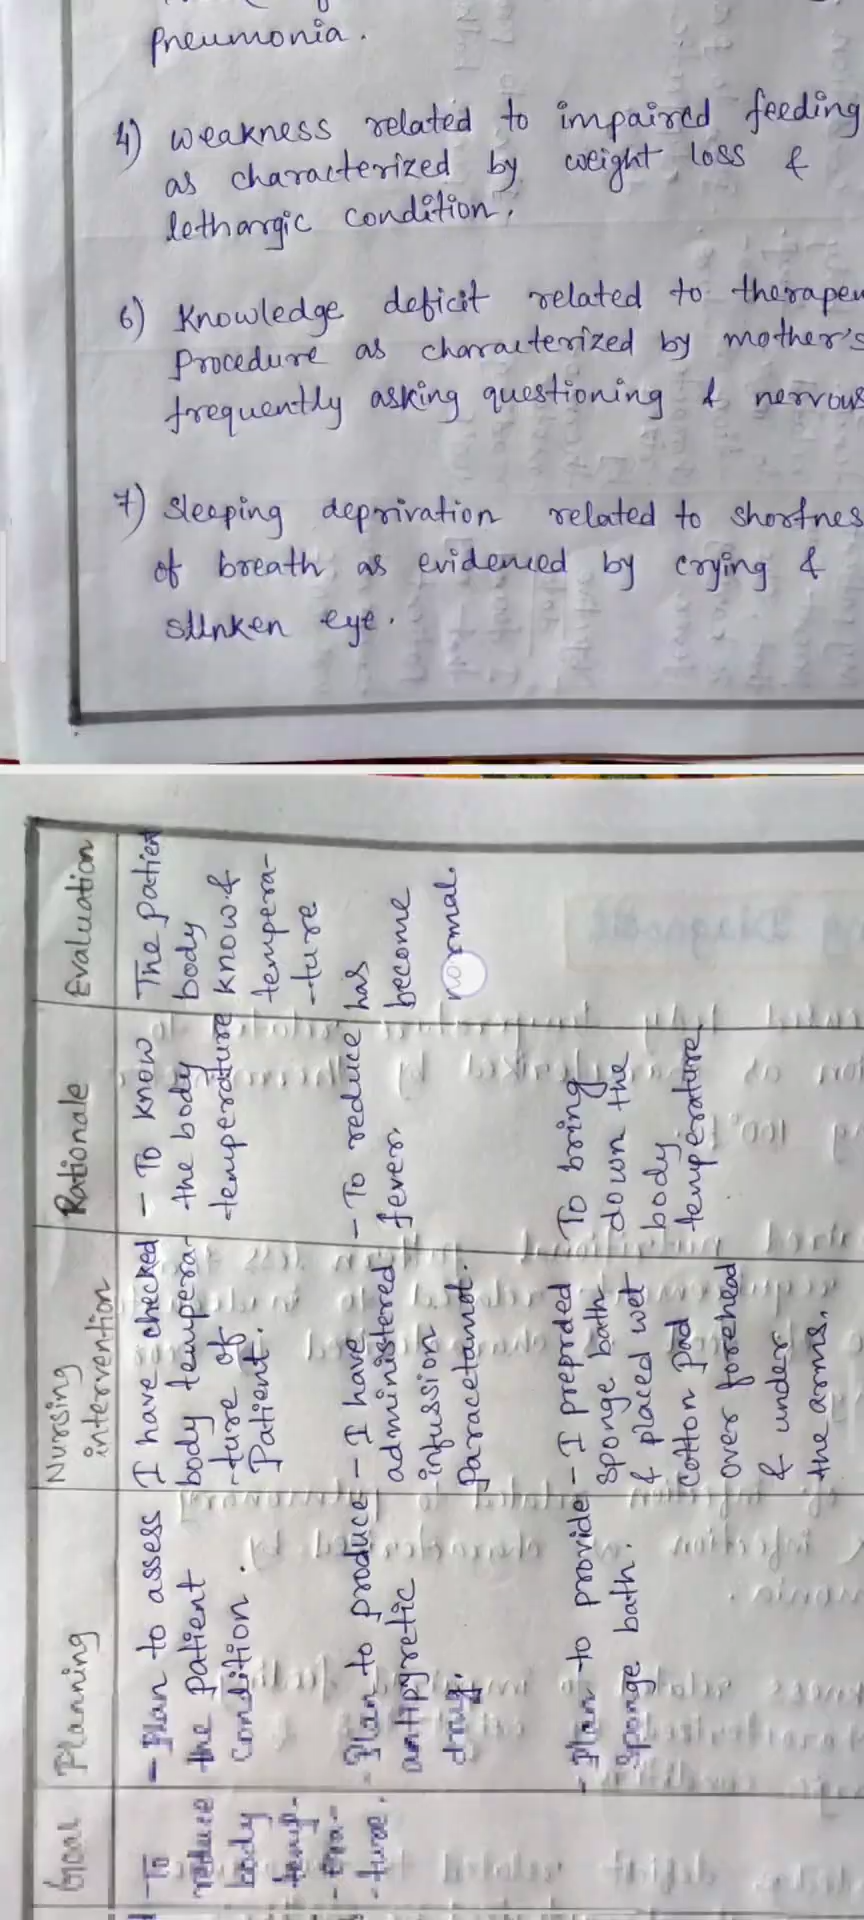 pneumonia.
4) weakness related to impaired feeding
as characterized by weight loss &
lethargic condition.
6) Knowledge deficit related to therapeu
procedure as characterized by mother's
frequently asking questioning & nervous
7) Sleeping deprivation related to shortnes
of breath as evidenced by crying &
sunken eye.
Goal
- To
reduce
body
temp-
-era-
-ture.
Planning
- Plan to assess
the patient
condition.
- Plan to produce
antipyretic
drug.
- Plan to provide
sponge bath.
Nursing
intervention
I have checked
body tempera-
-ture of
Patient.
- I have
administered
infussion
paracetamot.
- I preprded
sponge bath
& placed wet
cotton pad
over forehead
& under
the arms.
Rationale
- To know
the body
temperature
- To reduce
fever.
To bring
down the
body
temperature
Evaluation
The patien
body
know &
tempera-
-ture
has
become
normal.